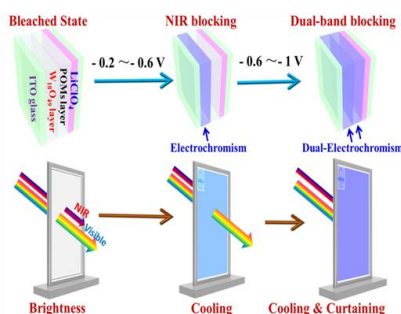 Bleached State
NIR blocking
Dual-band blocking
- 0.2 ～- 0.6 V
- 0.6～- 1 V
ITO glass
W₁₈O₄₉ layer
POMs layer
LiClO₄
Electrochromism
Dual-Electrochromism
NIR
Visible
Brightness
Cooling
Cooling & Curtaining